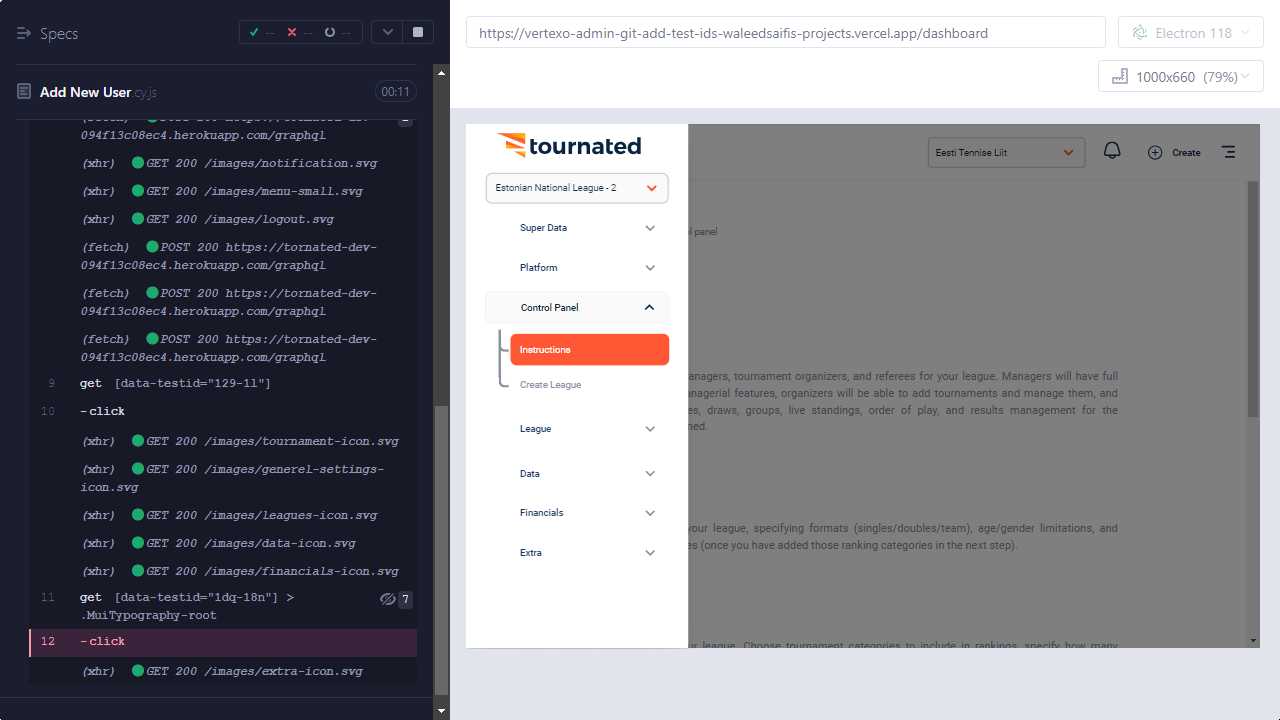 Specs
--
--
--
https://vertexo-admin-git-add-test-ids-waleedsaifis-projects.vercel.app/dashboard
Electron 118
1000x660 (79%)
Add New User.cy.js
00:11
094f13c08ec4.herokuapp.com/graphql
(xhr) GET 200 /images/notification.svg
(xhr) GET 200 /images/menu-small.svg
(xhr) GET 200 /images/logout.svg
(fetch) POST 200 https://tornated-dev-
094f13c08ec4.herokuapp.com/graphql
(fetch) POST 200 https://tornated-dev-
094f13c08ec4.herokuapp.com/graphql
(fetch) POST 200 https://tornated-dev-
094f13c08ec4.herokuapp.com/graphql
9 get [data-testid="129-1l"]
10 -click
(xhr) GET 200 /images/tournament-icon.svg
(xhr) GET 200 /images/generel-settings-
icon.svg
(xhr) GET 200 /images/leagues-icon.svg
(xhr) GET 200 /images/data-icon.svg
(xhr) GET 200 /images/financials-icon.svg
11 get [data-testid="1dq-18n"] > 7
.MuiTypography-root
12 -click
(xhr) GET 200 /images/extra-icon.svg
tournated
Estonian National League - 2
Super Data
Platform
Control Panel
Instructions
Create League
League
Data
Financials
Extra
Eesti Tennise Liit
Create
panel
anagers, tournament organizers, and referees for your league. Managers will have full
nagerial features, organizers will be able to add tournaments and manage them, and
es, draws, groups, live standings, order of play, and results management for the
ned.
your league, specifying formats (singles/doubles/team), age/gender limitations, and
es (once you have added those ranking categories in the next step).
ur league. Choose tournament categories to include in rankings, specify how many